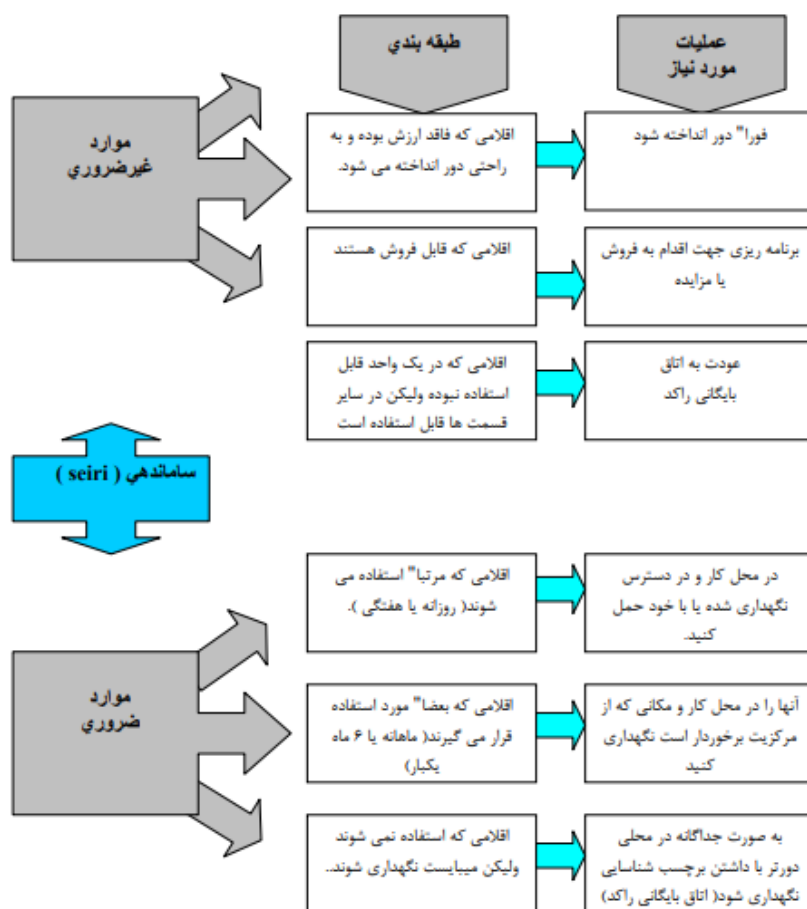 طبقه بندي
عمليات
مورد نياز
موارد
غيرضروري
اقلامی که فاقد ارزش بوده و به
راحتی دور انداخته می شود.
فورا" دور انداخته شود
اقلامی که قابل فروش هستند
برنامه ریزی جهت اقدام به فروش
یا مزایده
اقلامی که در یک واحد قابل
استفاده نبوده ولیکن در سایر
قسمت ها قابل استفاده است
عودت به اتاق
بایگانی راکد
ساماندهي ( seiri )
موارد
ضروري
اقلامی که مرتبا" استفاده می
شوند( روزانه یا هفتگی ).
در محل کار و در دسترس
نگهداری شده یا با خود حمل
کنید.
اقلامی که بعضا" مورد استفاده
قرار می گیرند( ماهانه یا ۶ ماه
یکبار)
آنها را در محل کار و مکانی که از
مرکزیت برخوردار است نگهداری
کنید
اقلامی که استفاده نمی شوند
ولیکن میبایست نگهداری شوند..
به صورت جداگانه در محلی
دورتر با داشتن برچسب شناسایی
نگهداری شود( اتاق بایگانی راکد)